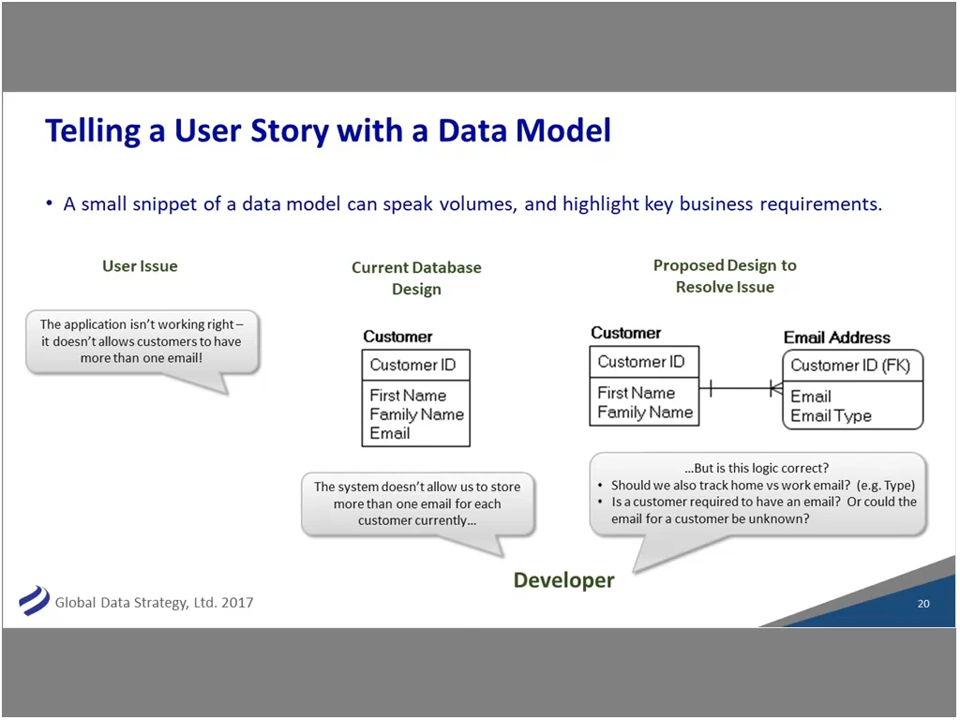 Telling a User Story with a Data Model
• A small snippet of a data model can speak volumes, and highlight key business requirements.
User Issue
The application isn't working right –
it doesn't allows customers to have
more than one email!
Current Database
Design
Customer
Customer ID
First Name
Family Name
Email
The system doesn't allow us to store
more than one email for each
customer currently...
Proposed Design to
Resolve Issue
Customer
Customer ID
First Name
Family Name
Email Address
Customer ID (FK)
Email
Email Type
...But is this logic correct?
• Should we also track home vs work email? (e.g. Type)
• Is a customer required to have an email? Or could the
email for a customer be unknown?
Developer
Global Data Strategy, Ltd. 2017
20